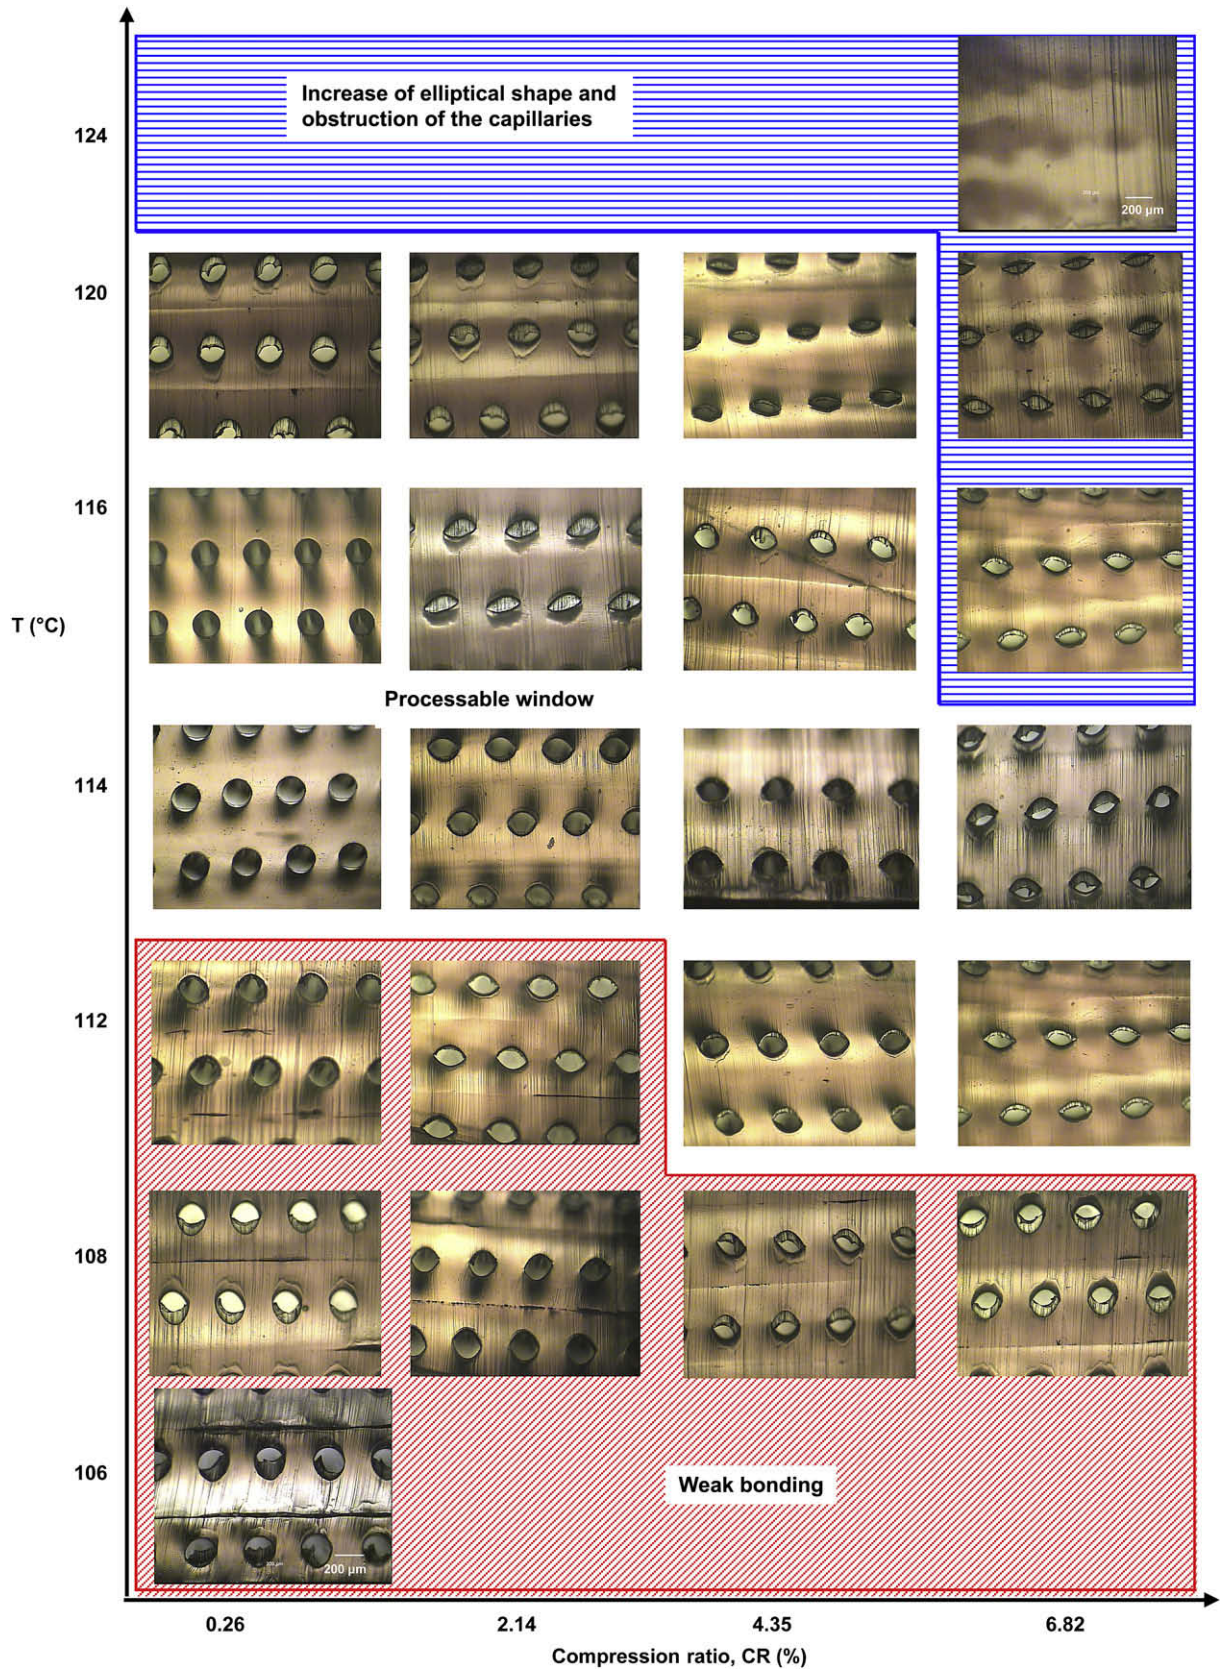 Increase of elliptical shape and
obstruction of the capillaries
124
200 µm
120
116
T (°C)
Processable window
114
112
108
106
Weak bonding
200 µm
0.26
2.14
4.35
6.82
Compression ratio, CR (%)